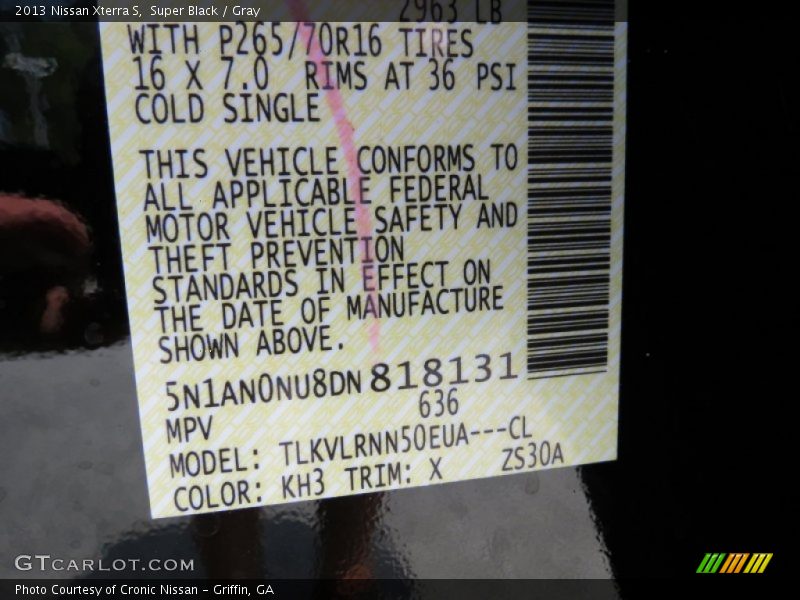 2013 Nissan Xterra S, Super Black / Gray
2963 LB
WITH P265/70R16 TIRES
16 X 7.0 RIMS AT 36 PSI
COLD SINGLE
THIS VEHICLE CONFORMS TO
ALL APPLICABLE FEDERAL
MOTOR VEHICLE SAFETY AND
THEFT PREVENTION
STANDARDS IN EFFECT ON
THE DATE OF MANUFACTURE
SHOWN ABOVE.
5N1AN0NU8DN818131
MPV 636
MODEL: TLKVLRNN50EUA---CL
COLOR: KH3 TRIM: X ZS30A
GTCARLOT.COM
Photo Courtesy of Cronic Nissan - Griffin, GA